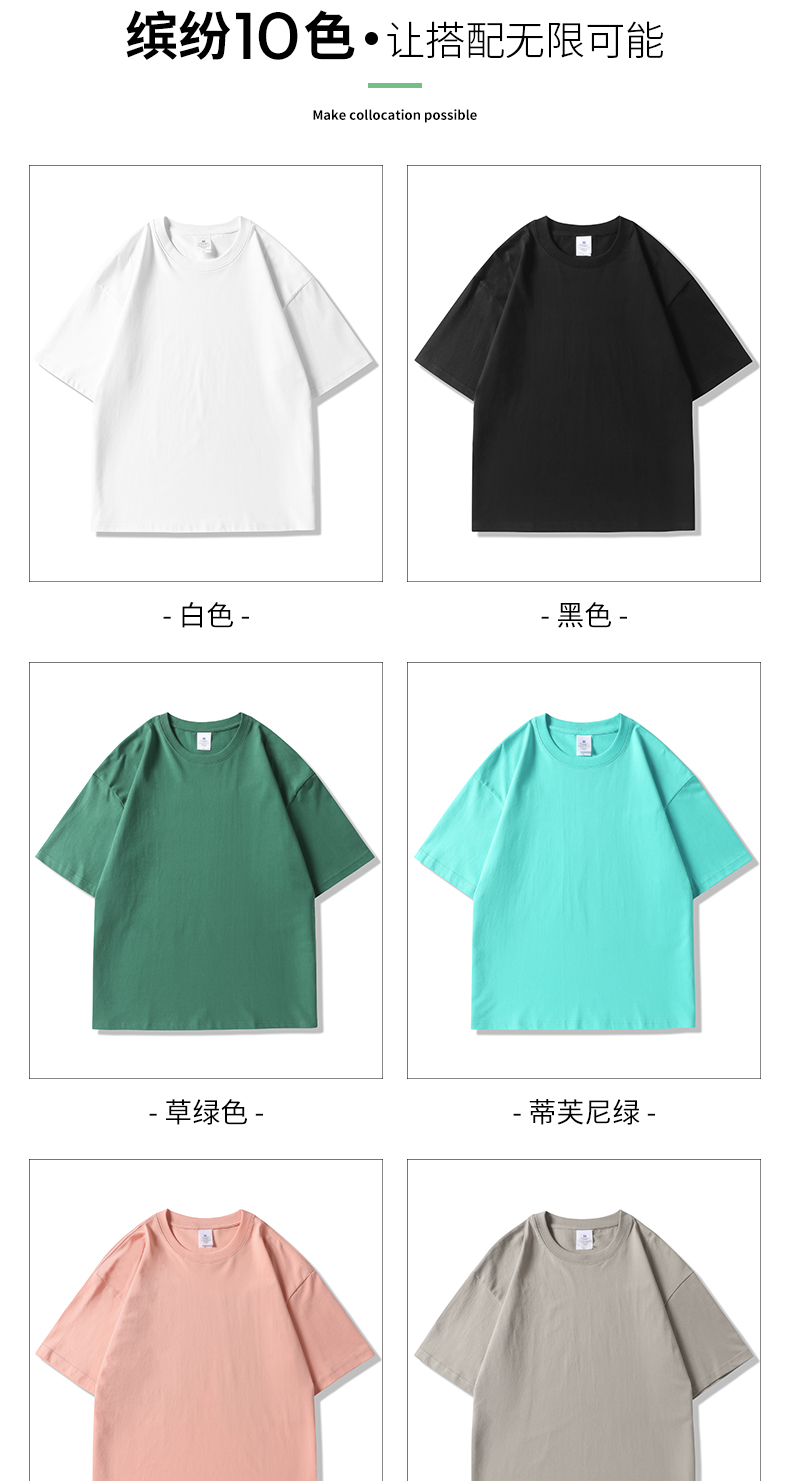 缤纷10色•让搭配无限可能
Make collocation possible
- 白色 -
- 黑色 -
- 草绿色 -
- 蒂芙尼绿 -